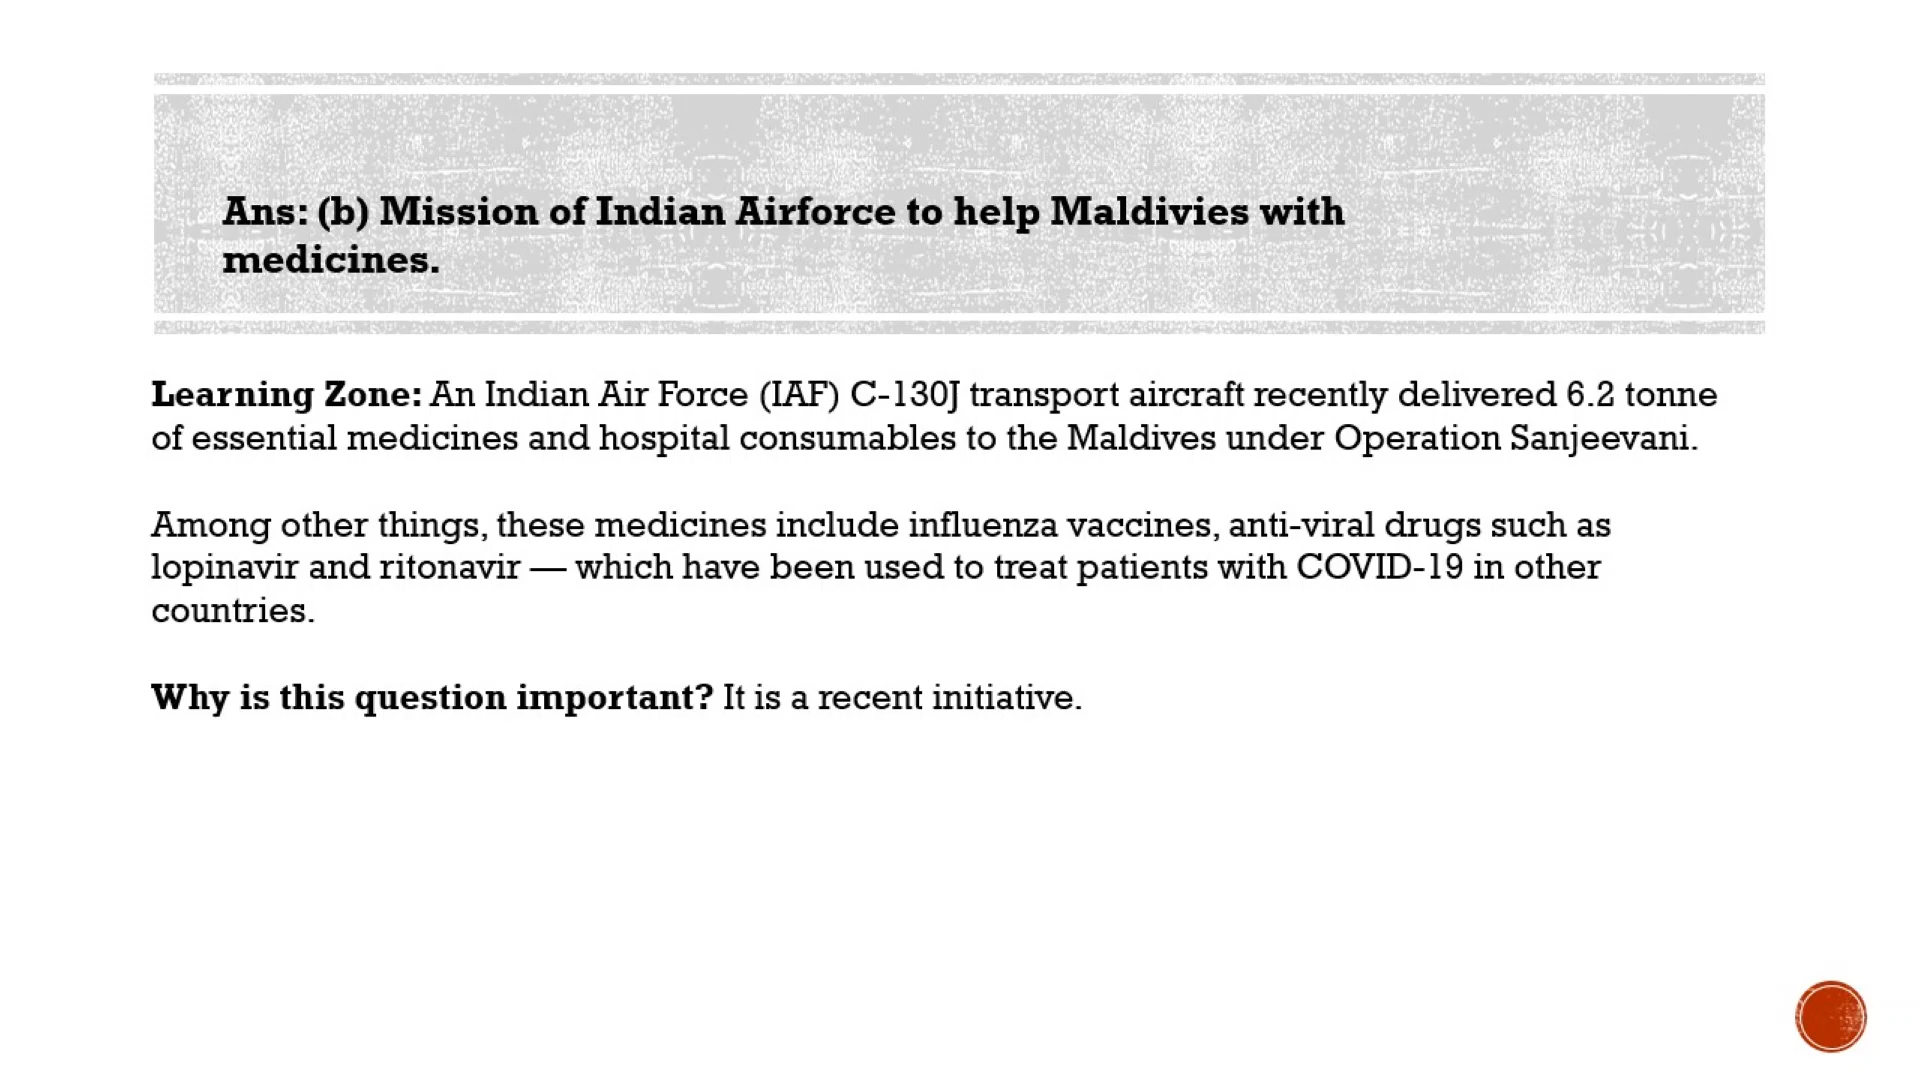 Ans: (b) Mission of Indian Airforce to help Maldivies with
medicines.
Learning Zone: An Indian Air Force (IAF) C-130J transport aircraft recently delivered 6.2 tonne
of essential medicines and hospital consumables to the Maldives under Operation Sanjeevani.
Among other things, these medicines include influenza vaccines, anti-viral drugs such as
lopinavir and ritonavir — which have been used to treat patients with COVID-19 in other
countries.
Why is this question important? It is a recent initiative.